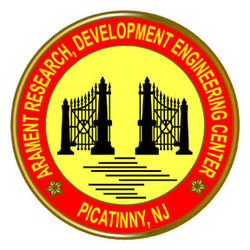 ARAMENT RESEARCH, DEVELOPMENT ENGINEERING CENTER
PICATINNY, NJ